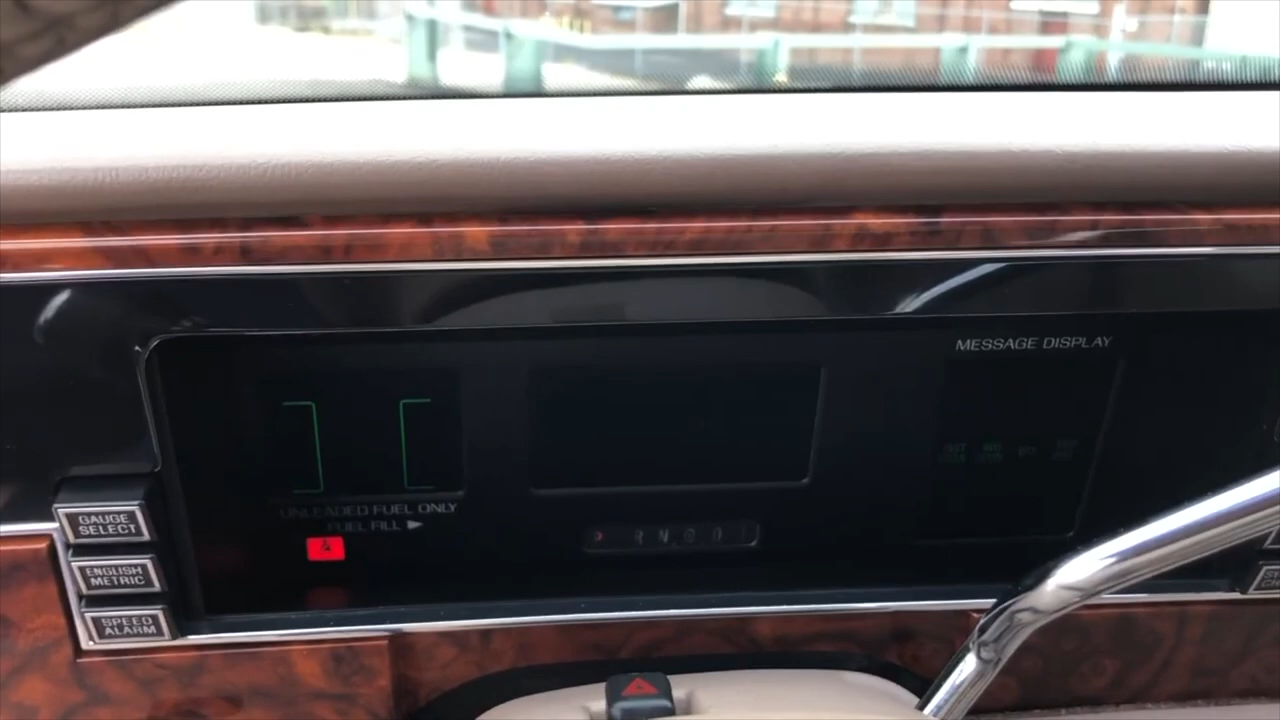 MESSAGE DISPLAY
UNLEADED FUEL ONLY
FUEL FILL ▶
GAUGE
SELECT
ENGLISH
METRIC
SPEED
ALARM
R N D D